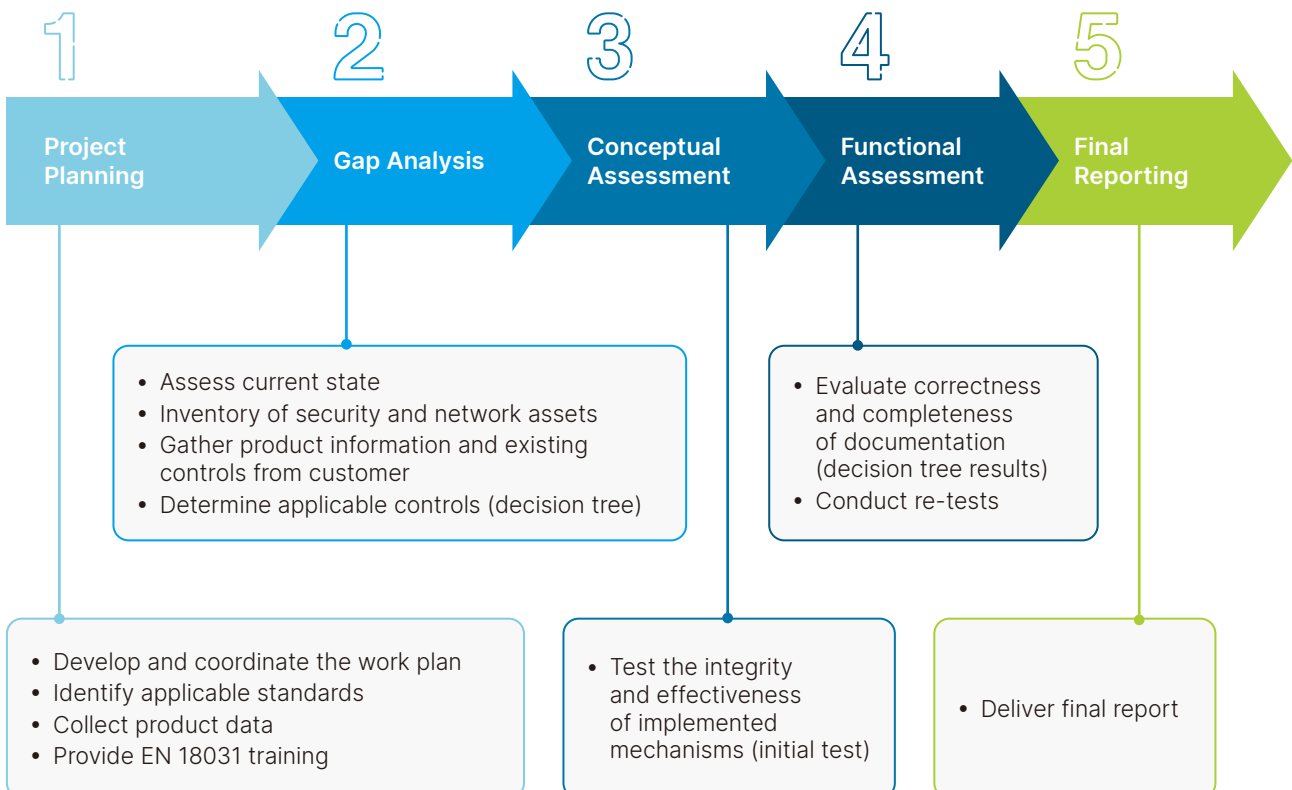 1
2
3
4
5
Project
Planning
Gap Analysis
Conceptual
Assessment
Functional
Assessment
Final
Reporting
• Assess current state
• Inventory of security and network assets
• Gather product information and existing
controls from customer
• Determine applicable controls (decision tree)
• Evaluate correctness
and completeness
of documentation
(decision tree results)
• Conduct re-tests
• Develop and coordinate the work plan
• Identify applicable standards
• Collect product data
• Provide EN 18031 training
• Test the integrity
and effectiveness
of implemented
mechanisms (initial test)
• Deliver final report